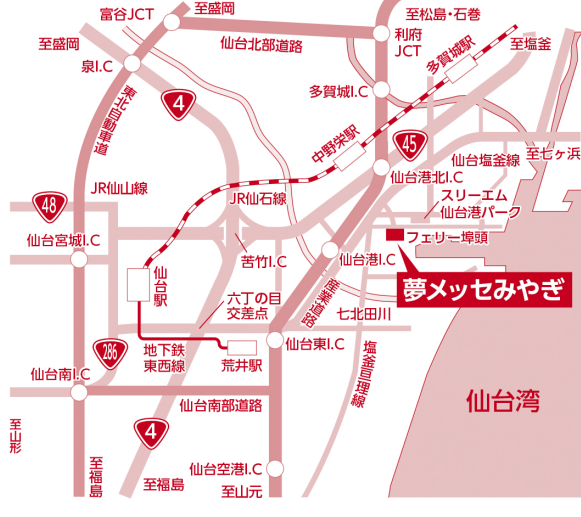 至盛岡
富谷JCT
至松島・石巻
至盛岡
仙台北部道路
利府
JCT
多賀城駅
至塩釜
泉I.C
4
多賀城I.C
東北自動車道
中野栄駅
45
仙台塩釜線
至七ヶ浜
仙台港北I.C
JR仙山線
JR仙石線
スリーエム
仙台港パーク
48
フェリー埠頭
仙台宮城I.C
苦竹I.C
仙台港I.C
夢メッセみやぎ
仙台駅
六丁の目
交差点
産業道路
七北田川
286
地下鉄
東西線
荒井駅
仙台東I.C
塩釜亘理線
仙台南I.C
仙台湾
仙台南部道路
至山形
4
至福島
仙台空港I.C
至福島
至山元